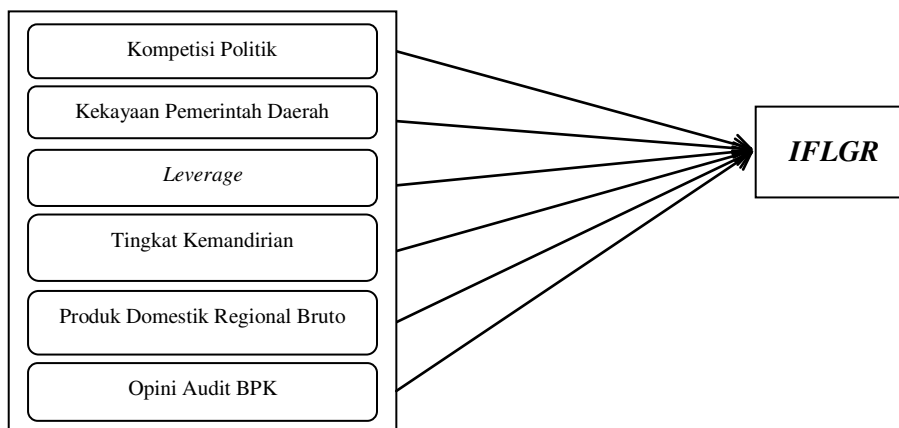 Kompetisi Politik
Kekayaan Pemerintah Daerah
Leverage
Tingkat Kemandirian
Produk Domestik Regional Bruto
Opini Audit BPK
IFLGR